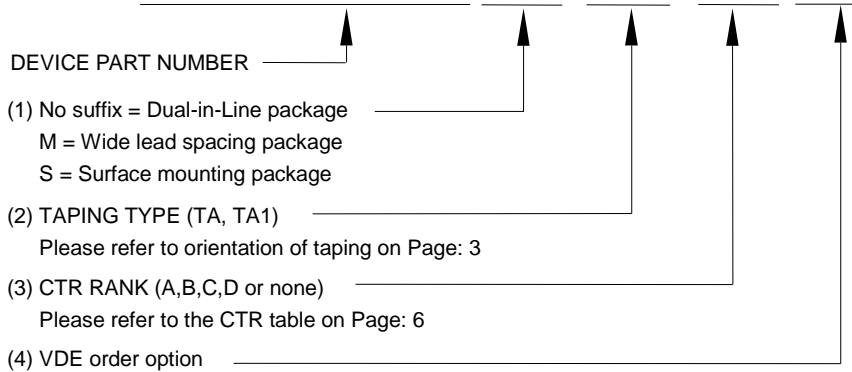 DEVICE PART NUMBER
(1) No suffix = Dual-in-Line package
M = Wide lead spacing package
S = Surface mounting package
(2) TAPING TYPE (TA, TA1)
Please refer to orientation of taping on Page: 3
(3) CTR RANK (A,B,C,D or none)
Please refer to the CTR table on Page: 6
(4) VDE order option